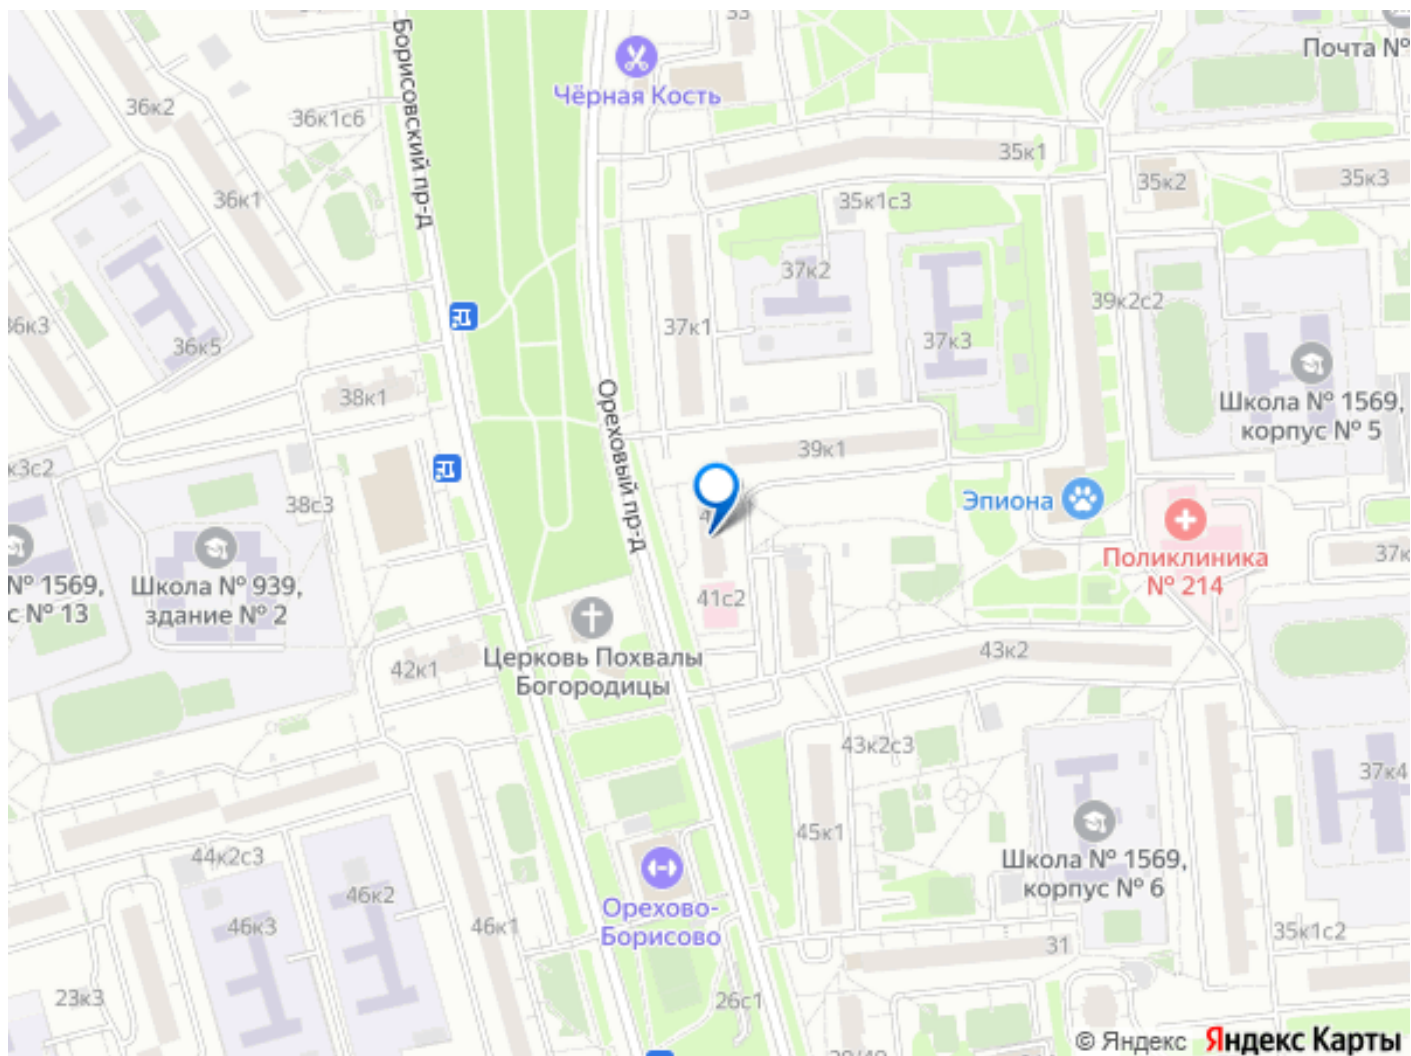 33
Почта №
Борисовский пр-д
Чёрная Кость
36к2
36к1с6
35к1
35к2
35к3
36к1
35к1с3
37к2
39к2с2
37к1
37к3
36к3
36к5
Школа № 1569,
корпус № 5
38к1
Ореховый пр-д
39к1
к3с2
38с3
Эпиона
Поликлиника
№ 214
37к
№ 1569,
с № 13
Школа № 939,
здание № 2
41с2
Церковь Похвалы
Богородицы
43к2
42к1
43к2с3
37к4
45к1
44к2с3
Школа № 1569,
корпус № 6
46к2
46к3
46к1
Орехово-
Борисово
35к1с2
31
23к3
26с1
© Яндекс Яндекс Карты